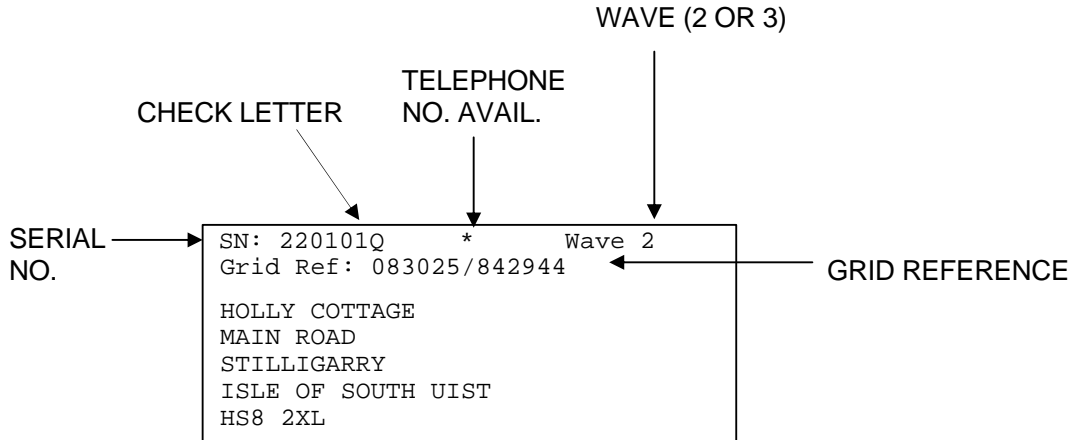 WAVE (2 OR 3)
TELEPHONE
NO. AVAIL.
CHECK LETTER
SERIAL
NO.
SN: 220101Q * Wave 2
Grid Ref: 083025/842944
GRID REFERENCE
HOLLY COTTAGE
MAIN ROAD
STILLIGARRY
ISLE OF SOUTH UIST
HS8 2XL